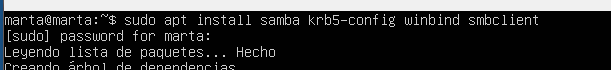 marta@marta:~$ sudo apt install samba krb5-config winbind smbclient
[sudo] password for marta:
Leyendo lista de paquetes... Hecho
Creando árbol de dependencias